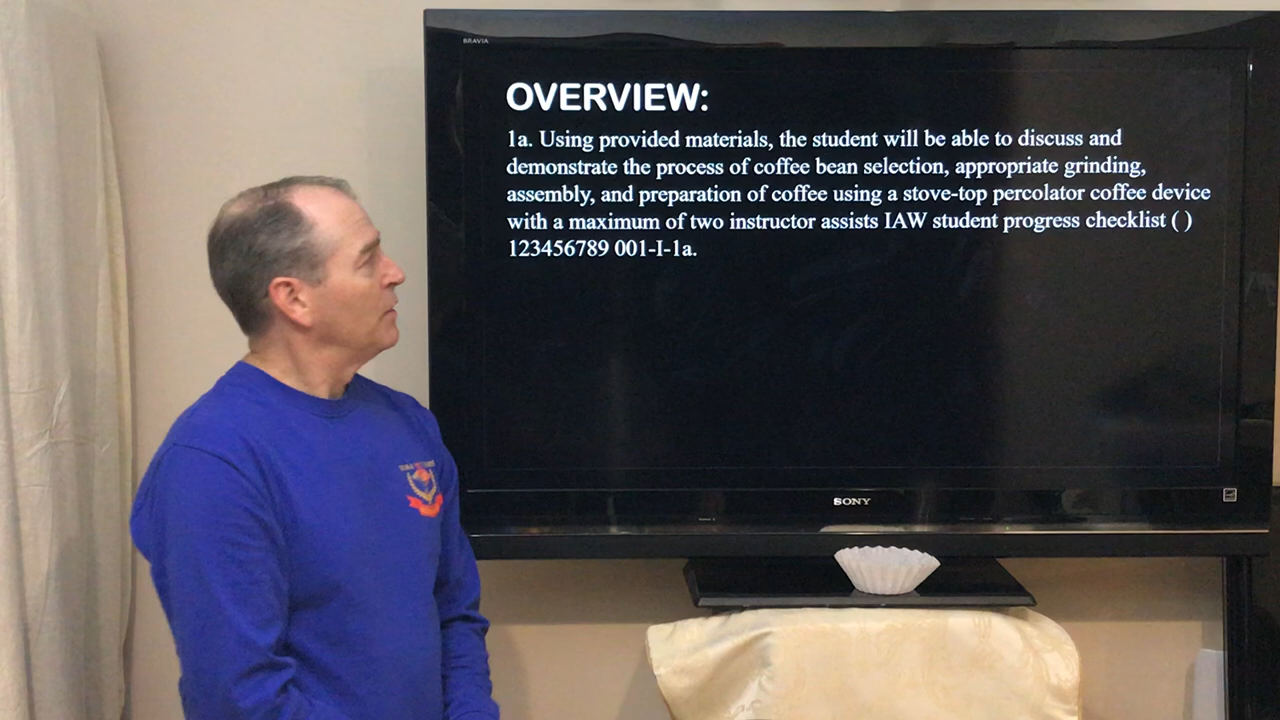 BRAVIA
OVERVIEW:
1a. Using provided materials, the student will be able to discuss and
demonstrate the process of coffee bean selection, appropriate grinding,
assembly, and preparation of coffee using a stove-top percolator coffee device
with a maximum of two instructor assists IAW student progress checklist ( )
123456789 001-I-1a.
SONY